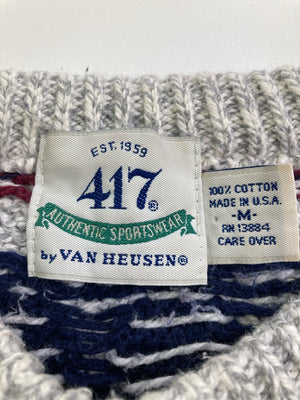 EST. 1959
417®
AUTHENTIC SPORTSWEAR
by VAN HEUSEN®
100% COTTON
MADE IN U.S.A.
-M-
RN 13884
CARE OVER